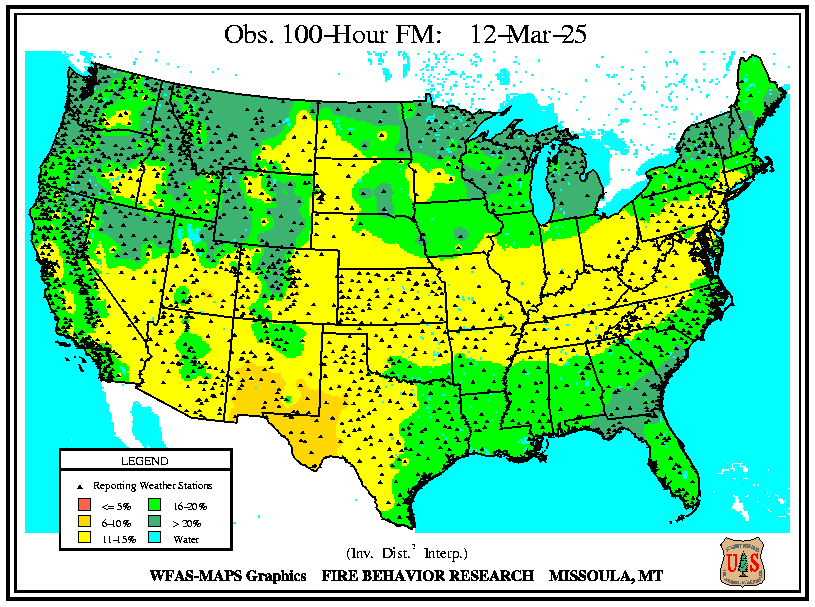 Obs. 100-Hour FM: 12-Mar-25
LEGEND
Reporting Weather Stations
<= 5%
16-20%
6-10%
> 20%
11-15%
Water
(Inv. Dist.² Interp.)
WFAS-MAPS Graphics FIRE BEHAVIOR RESEARCH MISSOULA, MT
U S